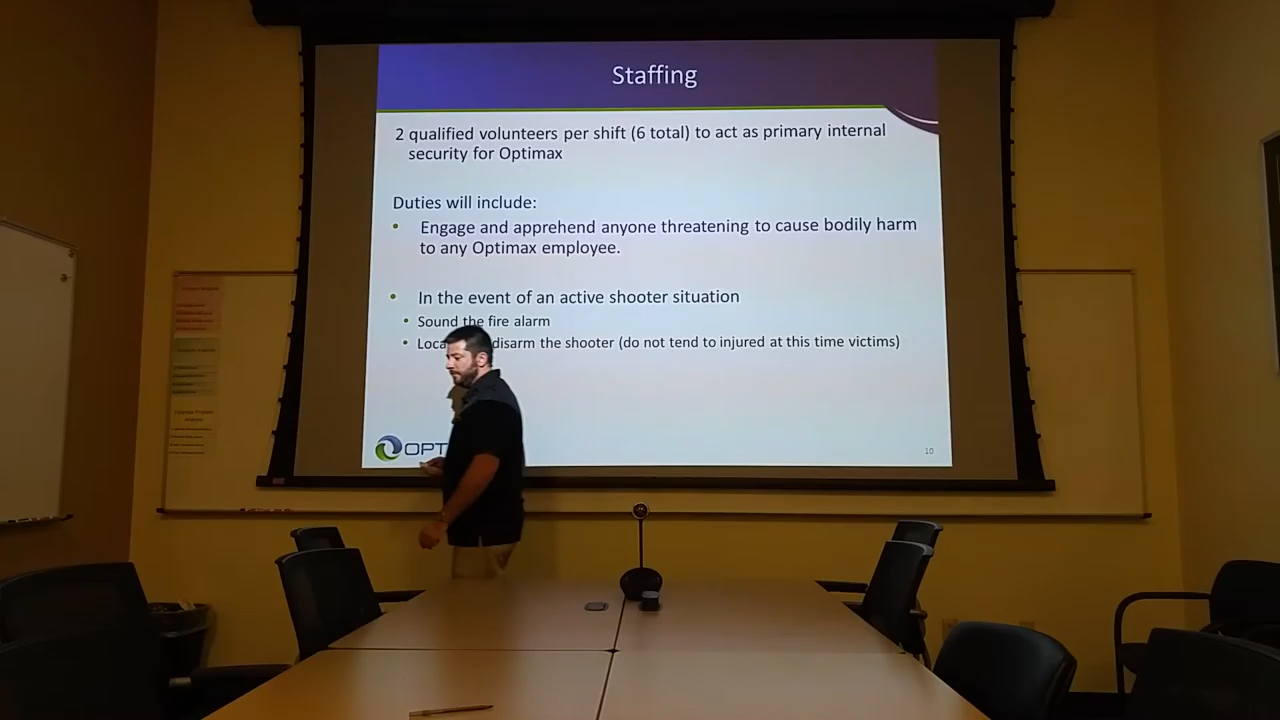 Staffing
2 qualified volunteers per shift (6 total) to act as primary internal
security for Optimax
Duties will include:
• Engage and apprehend anyone threatening to cause bodily harm
to any Optimax employee.
• In the event of an active shooter situation
• Sound the fire alarm
• Loca disarm the shooter (do not tend to injured at this time victims)
OPT
10